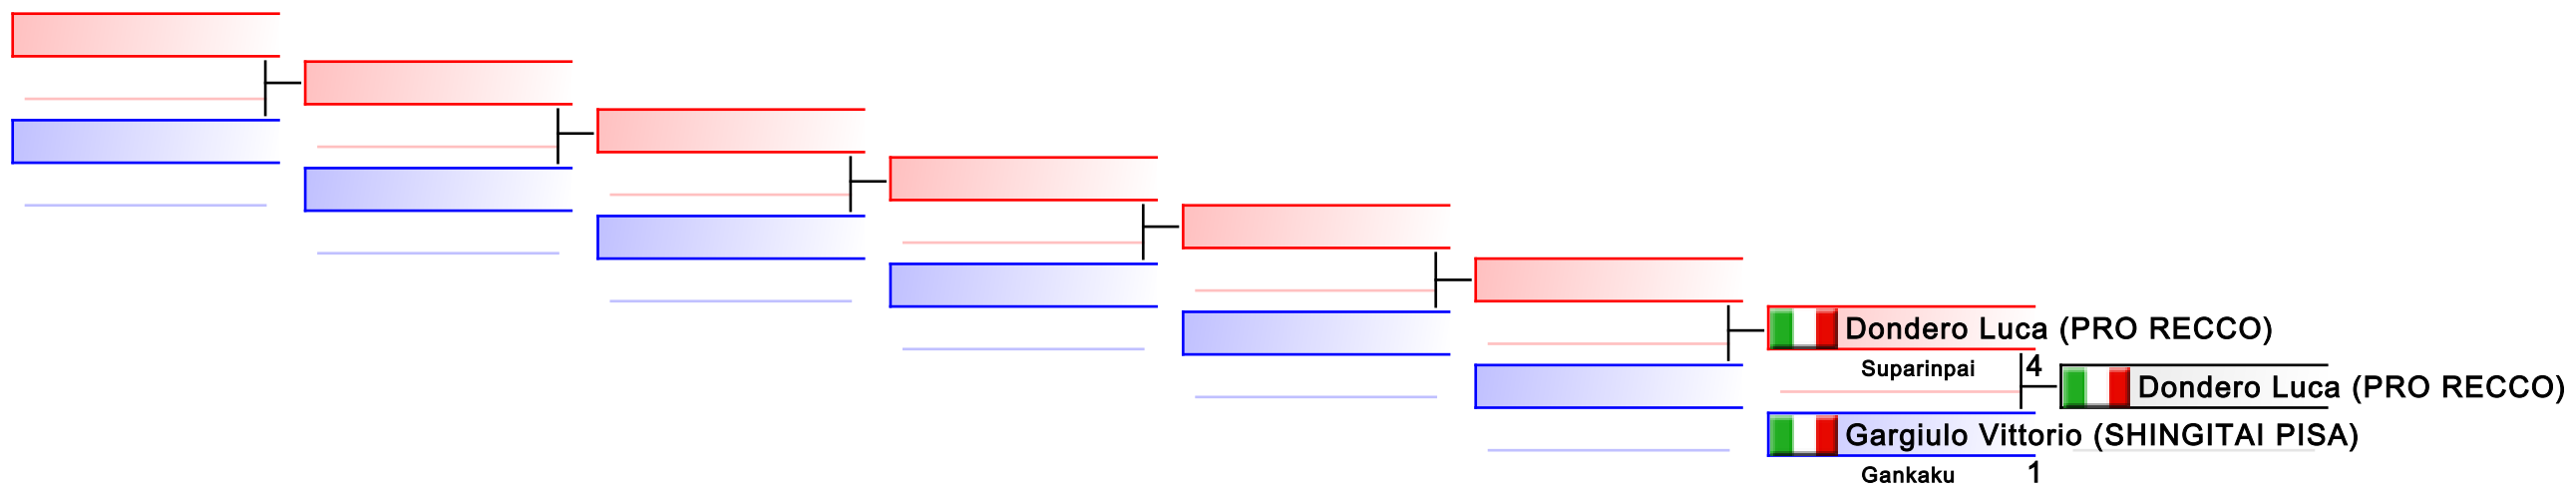 Dondero Luca (PRO RECCO)
Suparinpai 4
Dondero Luca (PRO RECCO)
Gargiulo Vittorio (SHINGITAI PISA)
Gankaku 1